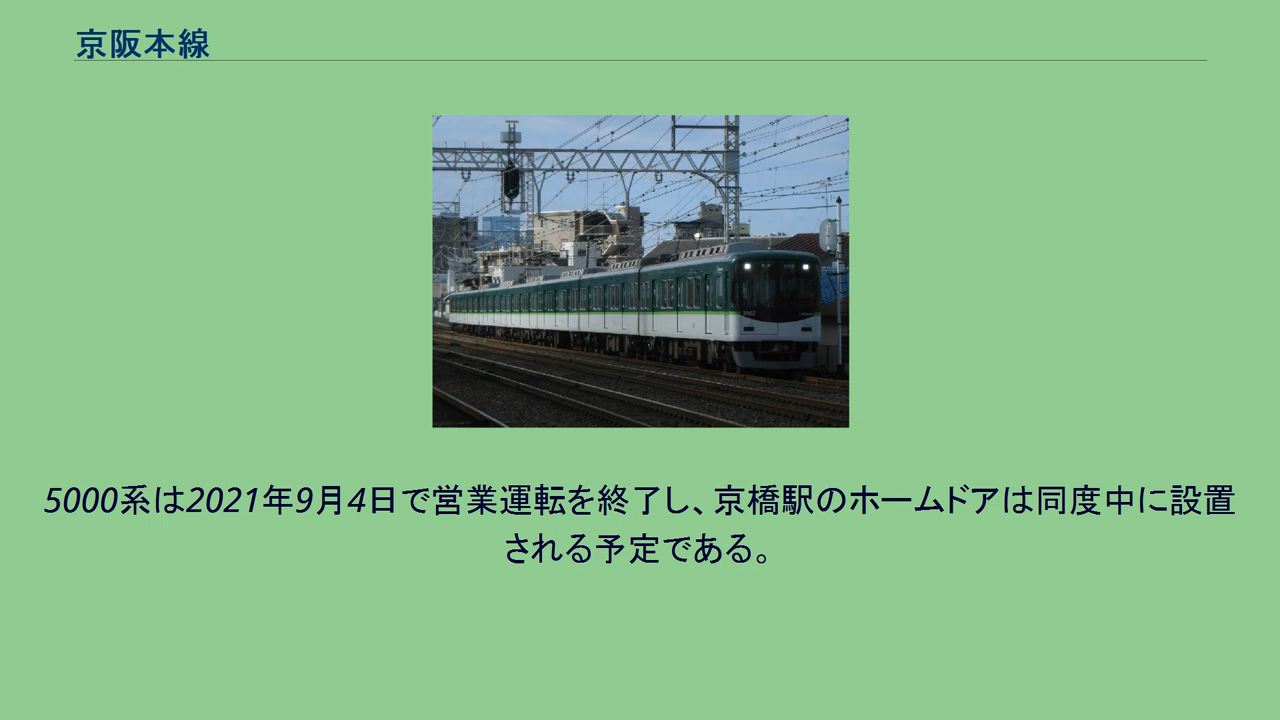 京阪本線
5000系は2021年9月4日で営業運転を終了し、京橋駅のホームドアは同度中に設置
される予定である。